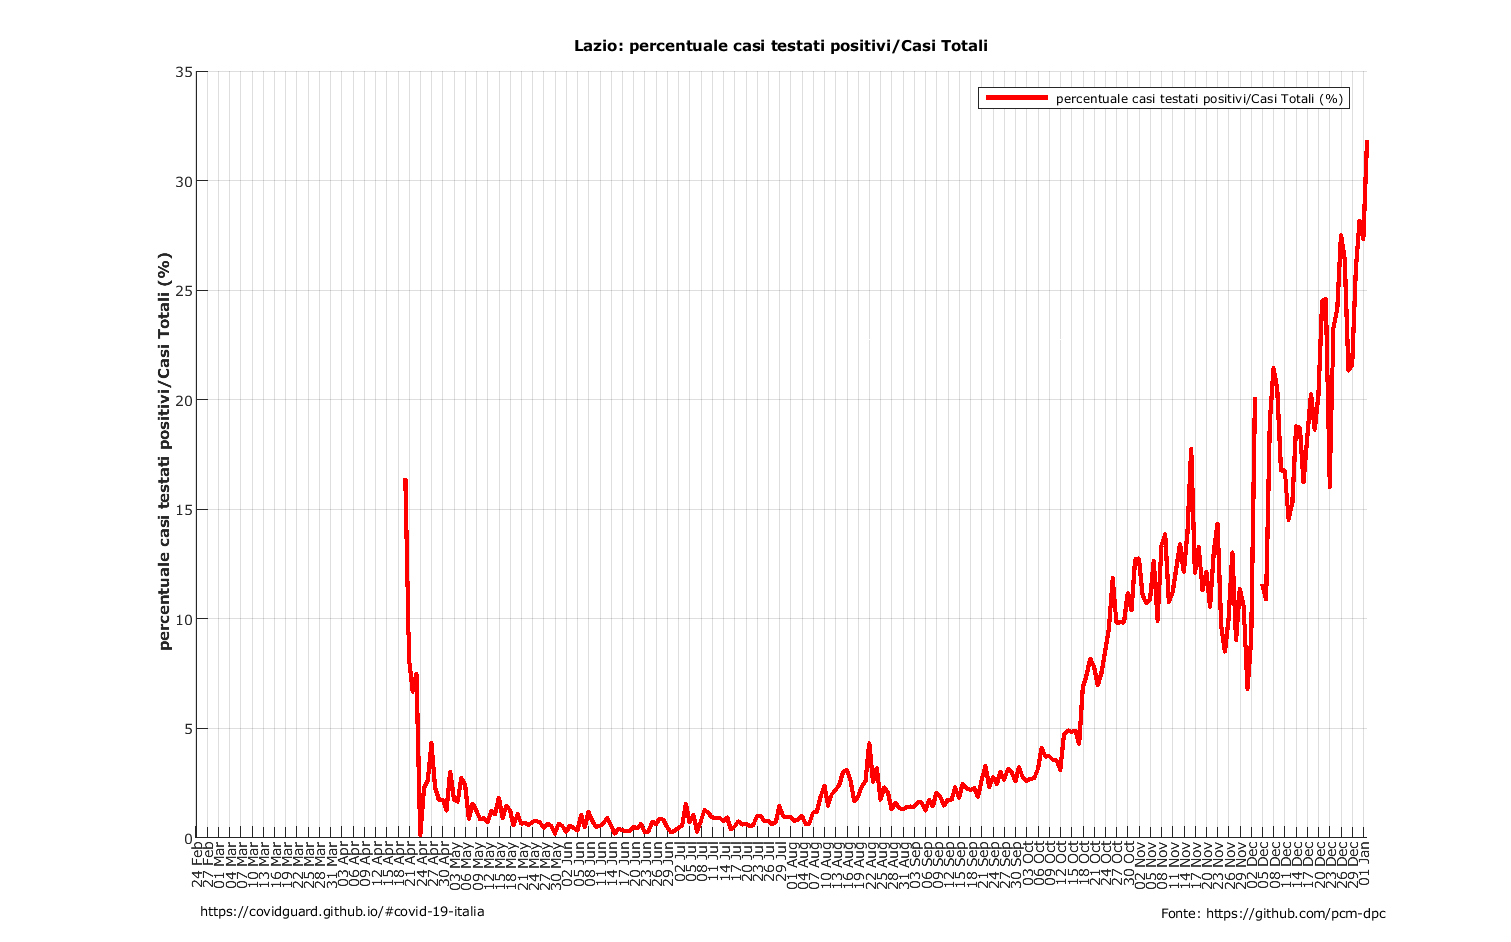 Lazio: percentuale casi testati positivi/Casi Totali
percentuale casi testati positivi/Casi Totali (%)
percentuale casi testati positivi/Casi Totali (%)
35
30
25
20
15
10
5
0
24 Feb
27 Feb
01 Mar
04 Mar
07 Mar
10 Mar
13 Mar
16 Mar
19 Mar
22 Mar
25 Mar
28 Mar
31 Mar
03 Apr
06 Apr
09 Apr
12 Apr
15 Apr
18 Apr
21 Apr
24 Apr
27 Apr
30 Apr
03 May
06 May
09 May
12 May
15 May
18 May
21 May
24 May
27 May
30 May
02 Jun
05 Jun
08 Jun
11 Jun
14 Jun
17 Jun
20 Jun
23 Jun
26 Jun
29 Jun
02 Jul
05 Jul
08 Jul
11 Jul
14 Jul
17 Jul
20 Jul
23 Jul
26 Jul
29 Jul
01 Aug
04 Aug
07 Aug
10 Aug
13 Aug
16 Aug
19 Aug
22 Aug
25 Aug
28 Aug
31 Aug
03 Sep
06 Sep
09 Sep
12 Sep
15 Sep
18 Sep
21 Sep
24 Sep
27 Sep
30 Sep
03 Oct
06 Oct
09 Oct
12 Oct
15 Oct
18 Oct
21 Oct
24 Oct
27 Oct
30 Oct
02 Nov
05 Nov
08 Nov
11 Nov
14 Nov
17 Nov
20 Nov
23 Nov
26 Nov
29 Nov
02 Dec
05 Dec
08 Dec
11 Dec
14 Dec
17 Dec
20 Dec
23 Dec
26 Dec
29 Dec
01 Jan
https://covidguard.github.io/#covid-19-italia
Fonte: https://github.com/pcm-dpc